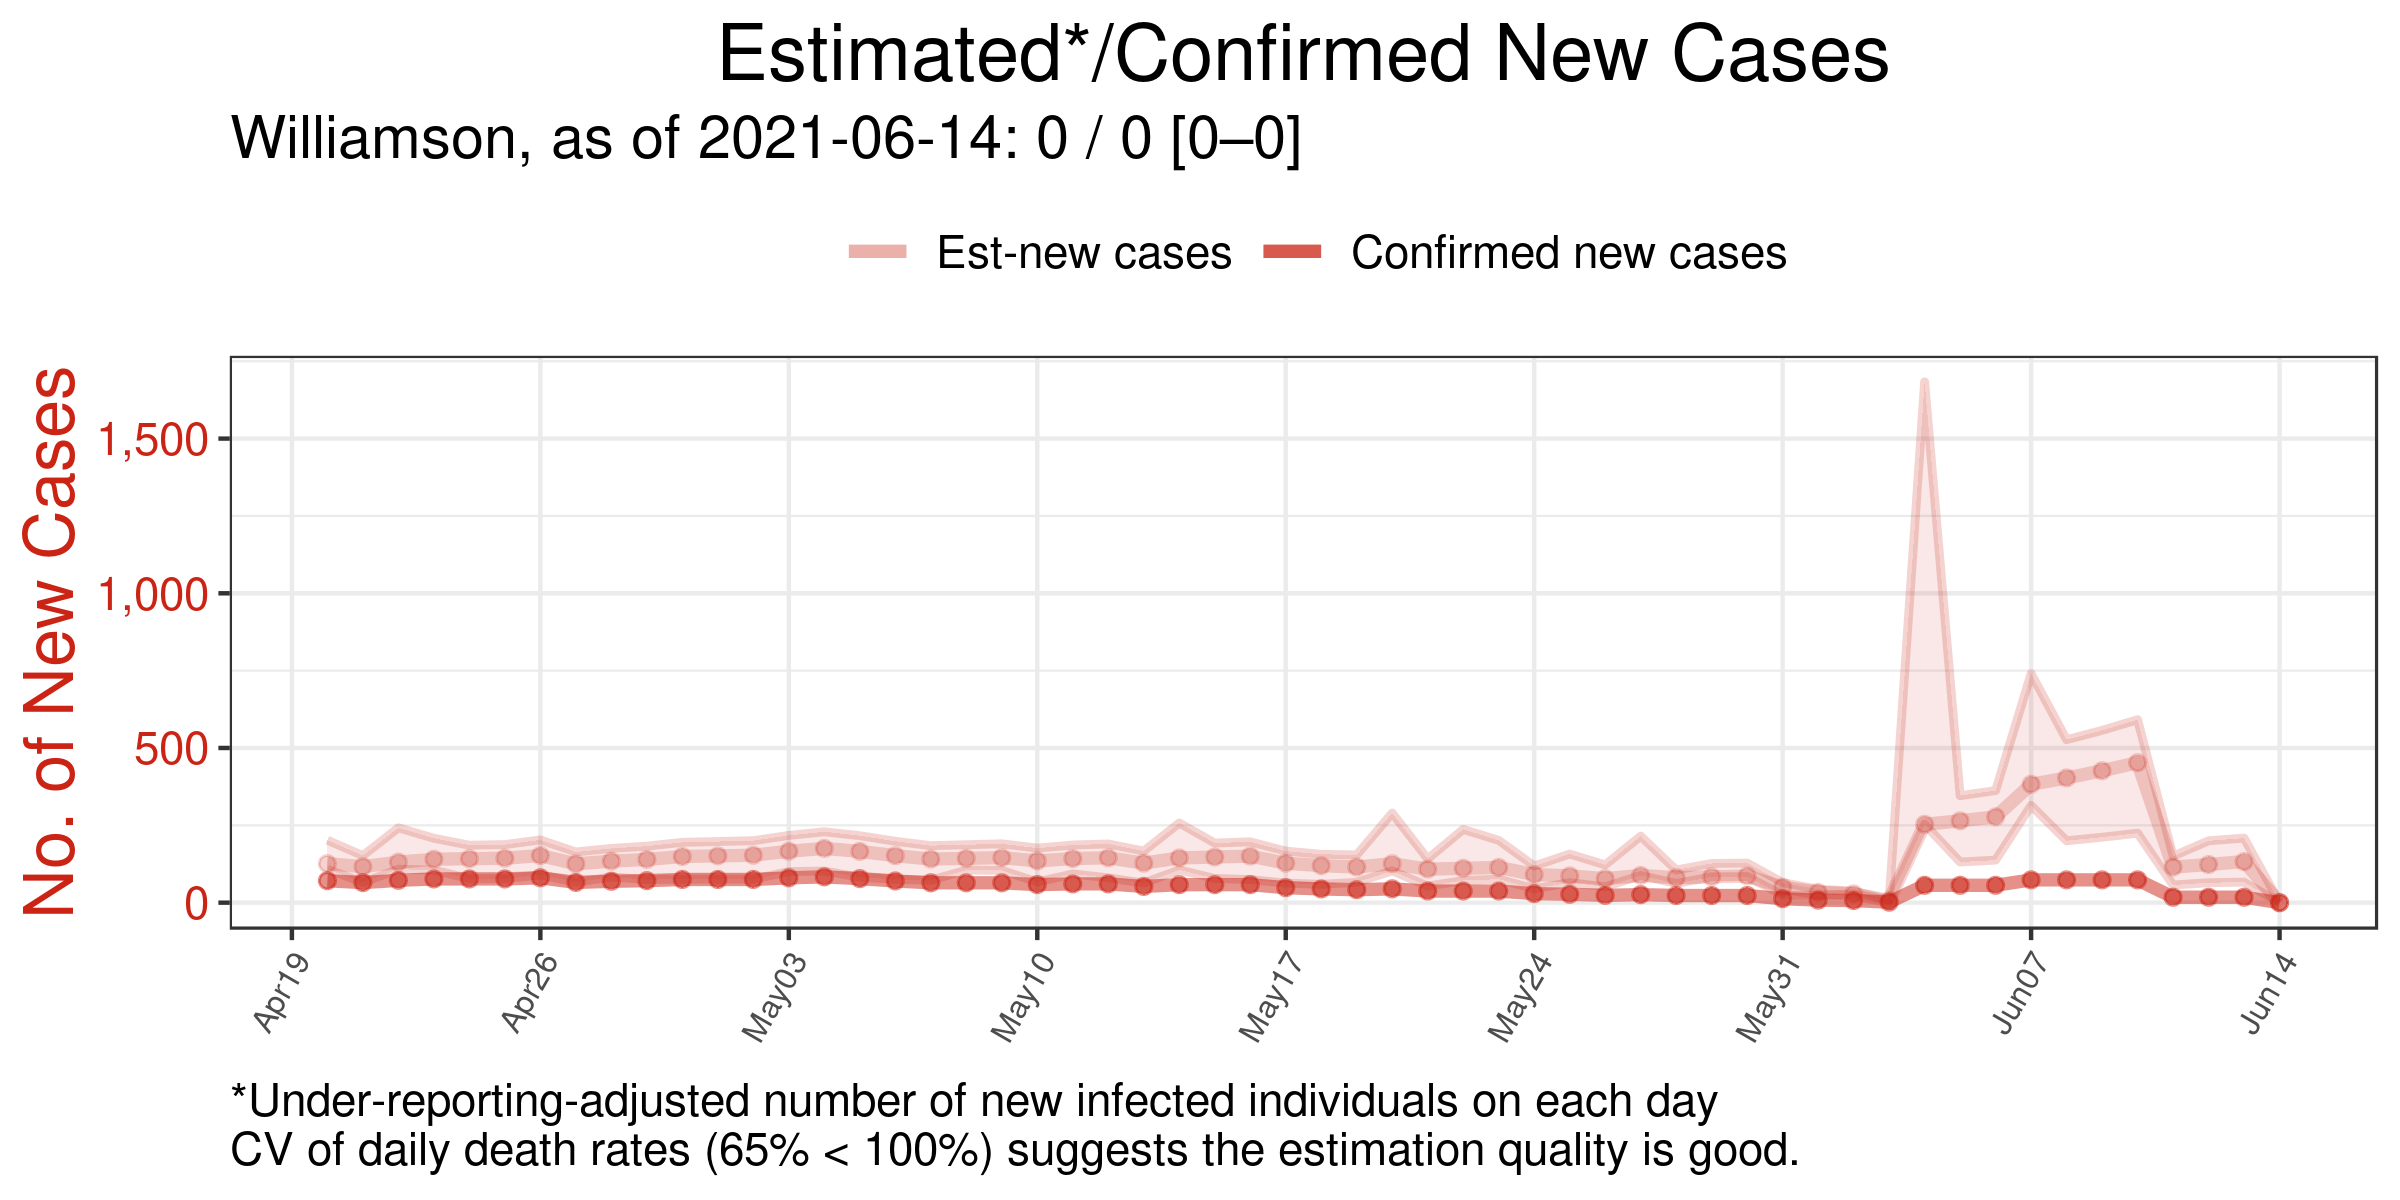 Estimated*/Confirmed New Cases
Williamson, as of 2021-06-14: 0 / 0 [0–0]
Est-new cases Confirmed new cases
No. of New Cases
1,500
1,000
500
0
Apr19 Apr26 May03 May10 May17 May24 May31 Jun07 Jun14
*Under-reporting-adjusted number of new infected individuals on each day
CV of daily death rates (65% < 100%) suggests the estimation quality is good.